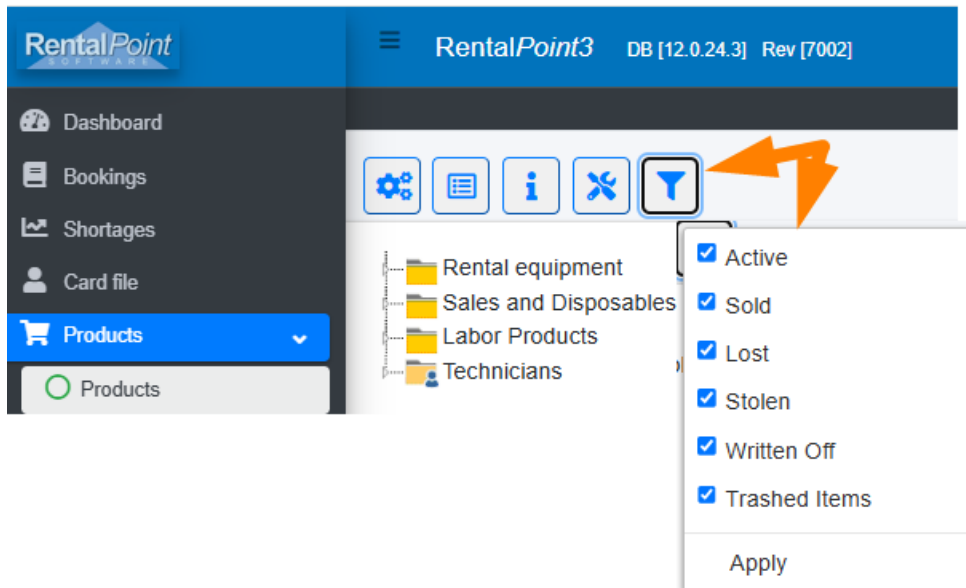 RentalPoint
SOFTWARE
RentalPoint3 DB [12.0.24.3] Rev [7002]
Dashboard
Bookings
Shortages
Card file
Products
Products
Rental equipment
Sales and Disposables
Labor Products
Technicians
Active
Sold
Lost
Stolen
Written Off
Trashed Items
Apply